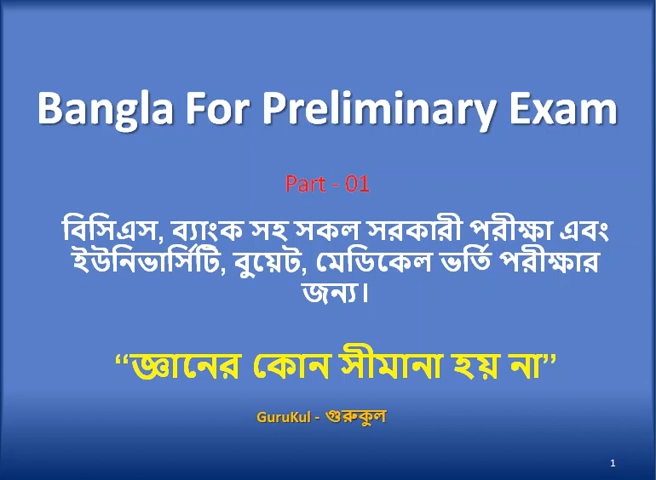 Bangla For Preliminary Exam
Part - 01
বিসিএস, ব্যাংক সহ সকল সরকারী পরীক্ষা এবং
ইউনিভার্সিটি, বুয়েট, মেডিকেল ভর্তি পরীক্ষার
জন্য।
“জ্ঞানের কোন সীমানা হয় না”
GuruKul - গুরুকুল
1